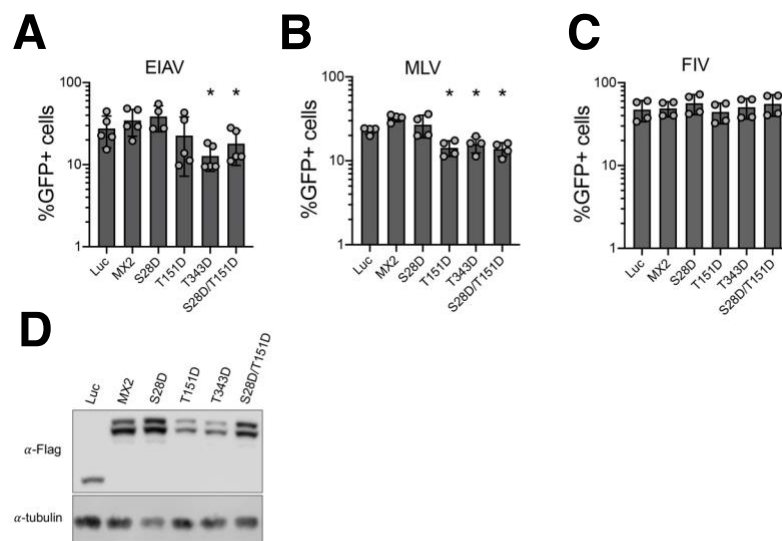 A
EIAV
%GFP+ cells
100
10
1
* *
Luc
MX2
S28D
T151D
T343D
S28D/T151D
B
MLV
%GFP+ cells
100
10
1
* * *
Luc
MX2
S28D
T151D
T343D
S28D/T151D
C
FIV
%GFP+ cells
100
10
1
Luc
MX2
S28D
T151D
T343D
S28D/T151D
D
Luc
MX2
S28D
T151D
T343D
S28D/T151D
α-Flag
α-tubulin